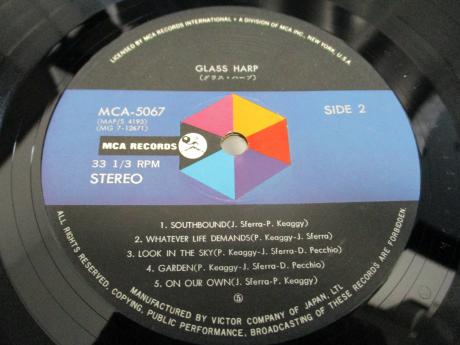 LICENSED BY MCA RECORDS INTERNATIONAL • A DIVISION OF MCA INC., NEW YORK, U.S.A.
GLASS HARP
(グラス・ハープ)
MCA-5067
(MAP/S 4195)
(MG 7-12671)
SIDE 2
MCA RECORDS
33 1/3 RPM
STEREO
1. SOUTHBOUND(J. Sferra-P. Keaggy)
2. WHATEVER LIFE DEMANDS(P. Keaggy-J. Sferra)
3. LOOK IN THE SKY(P. Keaggy-J. Sferra-D. Pecchio)
4. GARDEN(P. Keaggy-J. Sferra-D. Pecchio)
5. ON OUR OWN(J. Sferra-P. Keaggy)
MANUFACTURED BY VICTOR COMPANY OF JAPAN, LTD.
ALL RIGHTS RESERVED, COPYING, PUBLIC PERFORMANCE, BROADCASTING OF THESE RECORDS ARE FORBIDDEN